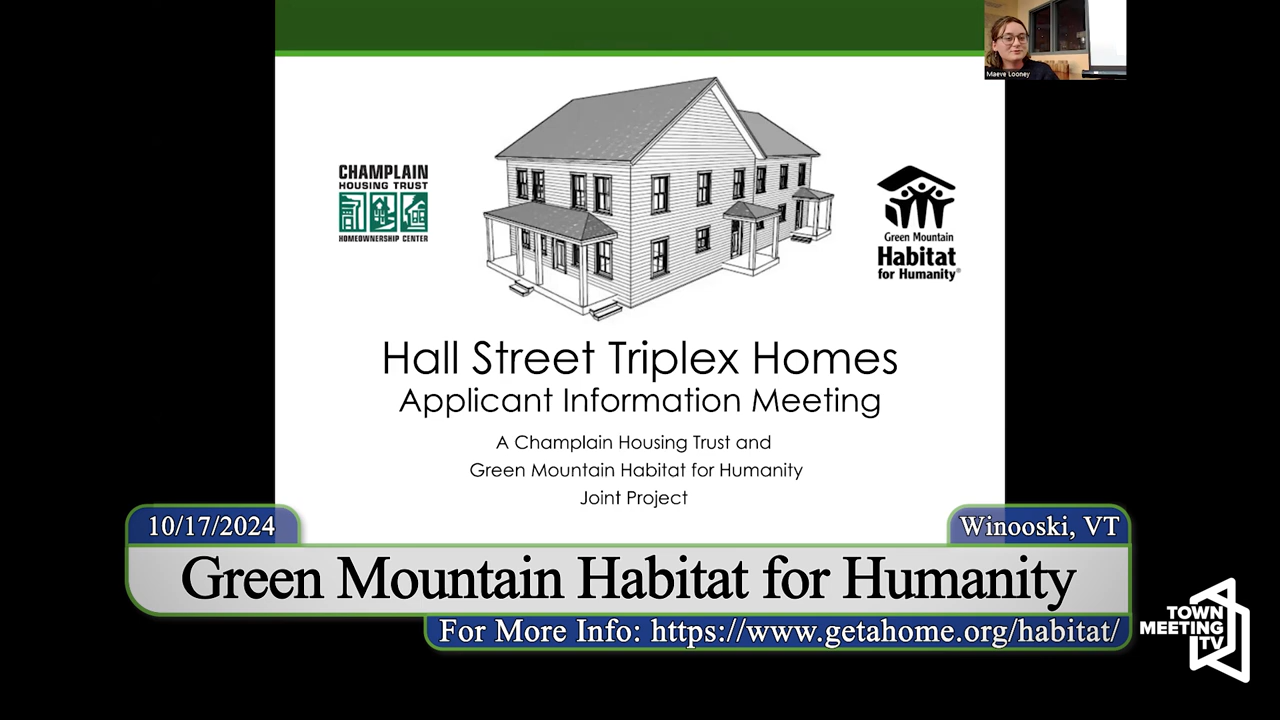 Maeve Looney
CHAMPLAIN
HOUSING TRUST
HOMEOWNERSHIP CENTER
Green Mountain
Habitat
for Humanity®
Hall Street Triplex Homes
Applicant Information Meeting
A Champlain Housing Trust and
Green Mountain Habitat for Humanity
Joint Project
10/17/2024
Winooski, VT
Green Mountain Habitat for Humanity
For More Info: https://www.getahome.org/habitat/
TOWN
MEETING
TV